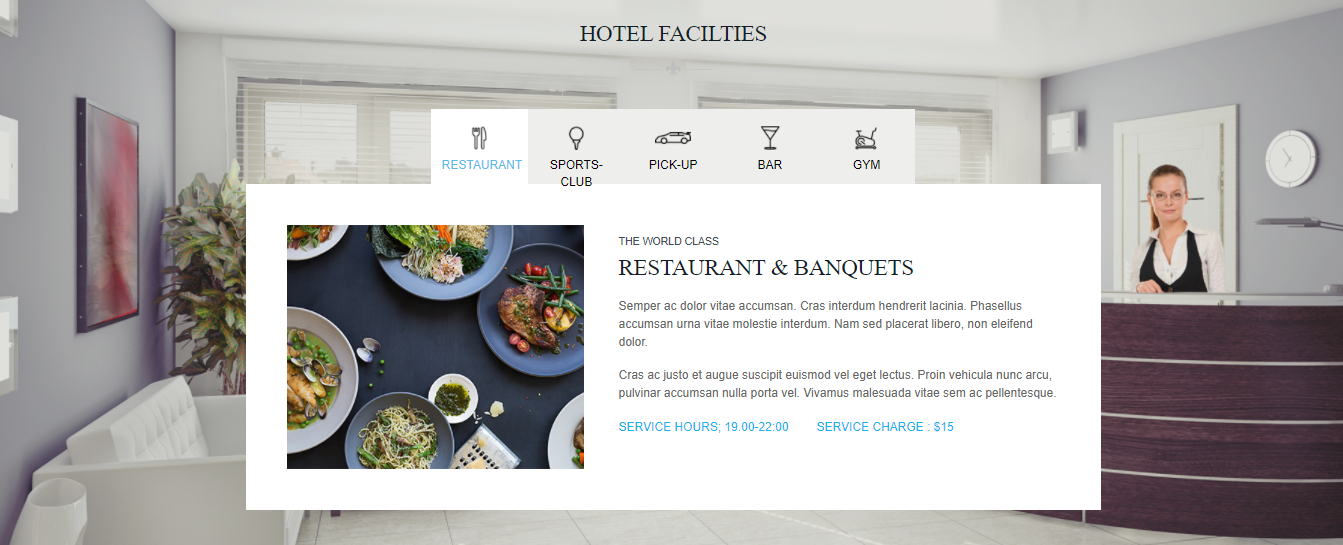 HOTEL FACILTIES
RESTAURANT
SPORTS-
CLUB
PICK-UP
BAR
GYM
THE WORLD CLASS
RESTAURANT & BANQUETS
Semper ac dolor vitae accumsan. Cras interdum hendrerit lacinia. Phasellus
accumsan urna vitae molestie interdum. Nam sed placerat libero, non eleifend
dolor.
Cras ac justo et augue suscipit euismod vel eget lectus. Proin vehicula nunc arcu,
pulvinar accumsan nulla porta vel. Vivamus malesuada vitae sem ac pellentesque.
SERVICE HOURS; 19.00-22:00 SERVICE CHARGE : $15